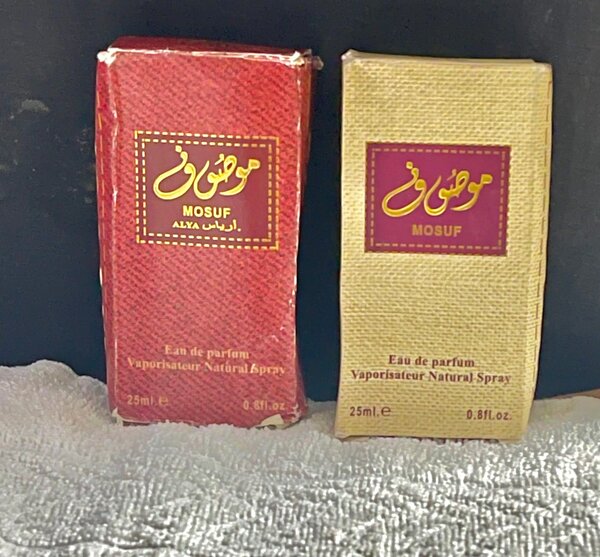 موصوف
MOSUF
ALYA أرياس
Eau de parfum
Vaporisateur Natural Spray
25ml.e
0.8fl.oz.
موصوف
MOSUF
Eau de parfum
Vaporisateur Natural Spray
25ml.e
0.8fl.oz.